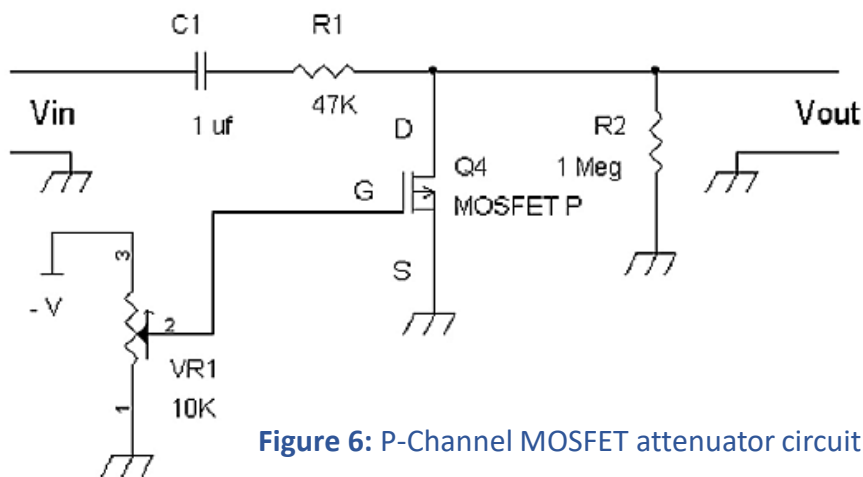 C1
R1
Vin
1 uf
47K
D
R2
Vout
G
Q4
1 Meg
MOSFET P
3
S
- V
2
VR1
1
10K
Figure 6: P-Channel MOSFET attenuator circuit